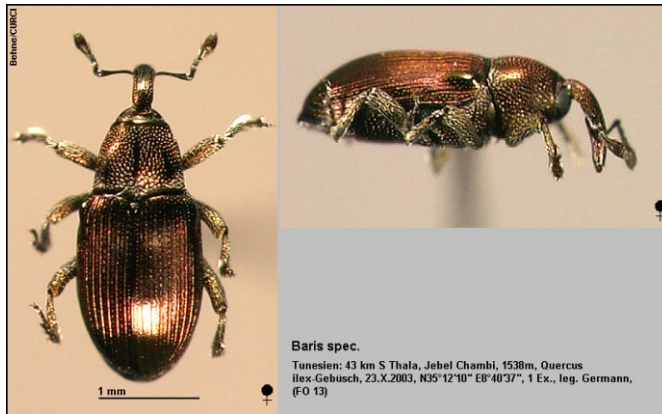 Behne/CURCI
1 mm
Baris spec.
Tunesien: 43 km S Thala, Jebel Chambi, 1538m, Quercus
ilex-Gebüsch, 23.X.2003, N35°12'10" E8°40'37", 1 Ex., leg. Germann,
(FO 13)